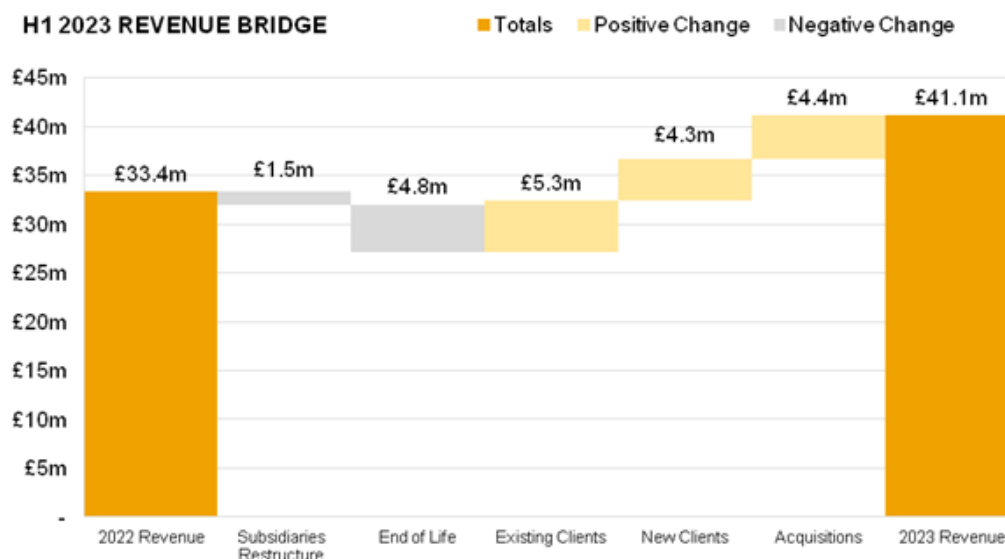 H1 2023 REVENUE BRIDGE
Totals Positive Change Negative Change
£45m
£40m
£35m
£30m
£25m
£20m
£15m
£10m
£5m
-
£33.4m
£1.5m
£4.8m
£5.3m
£4.3m
£4.4m
£41.1m
2022 Revenue
Subsidiaries
Restructure
End of Life
Existing Clients
New Clients
Acquisitions
2023 Revenue